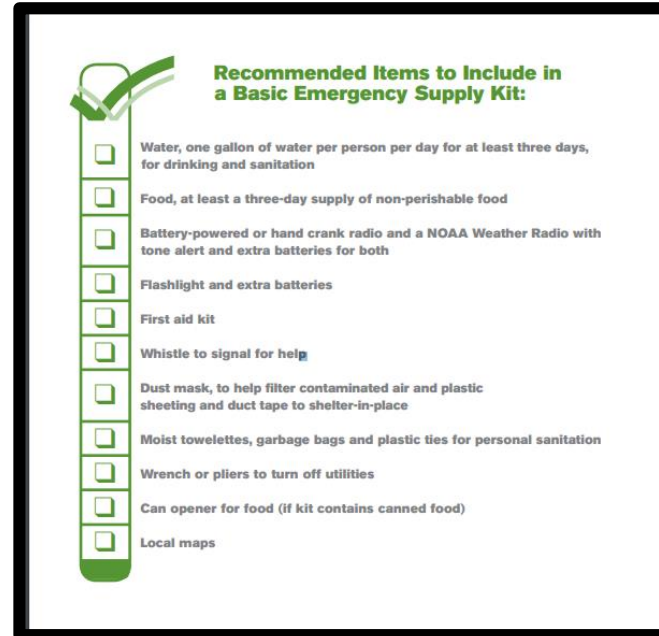 Recommended Items to Include in
a Basic Emergency Supply Kit:
Water, one gallon of water per person per day for at least three days,
for drinking and sanitation
Food, at least a three-day supply of non-perishable food
Battery-powered or hand crank radio and a NOAA Weather Radio with
tone alert and extra batteries for both
Flashlight and extra batteries
First aid kit
Whistle to signal for help
Dust mask, to help filter contaminated air and plastic
sheeting and duct tape to shelter-in-place
Moist towelettes, garbage bags and plastic ties for personal sanitation
Wrench or pliers to turn off utilities
Can opener for food (if kit contains canned food)
Local maps